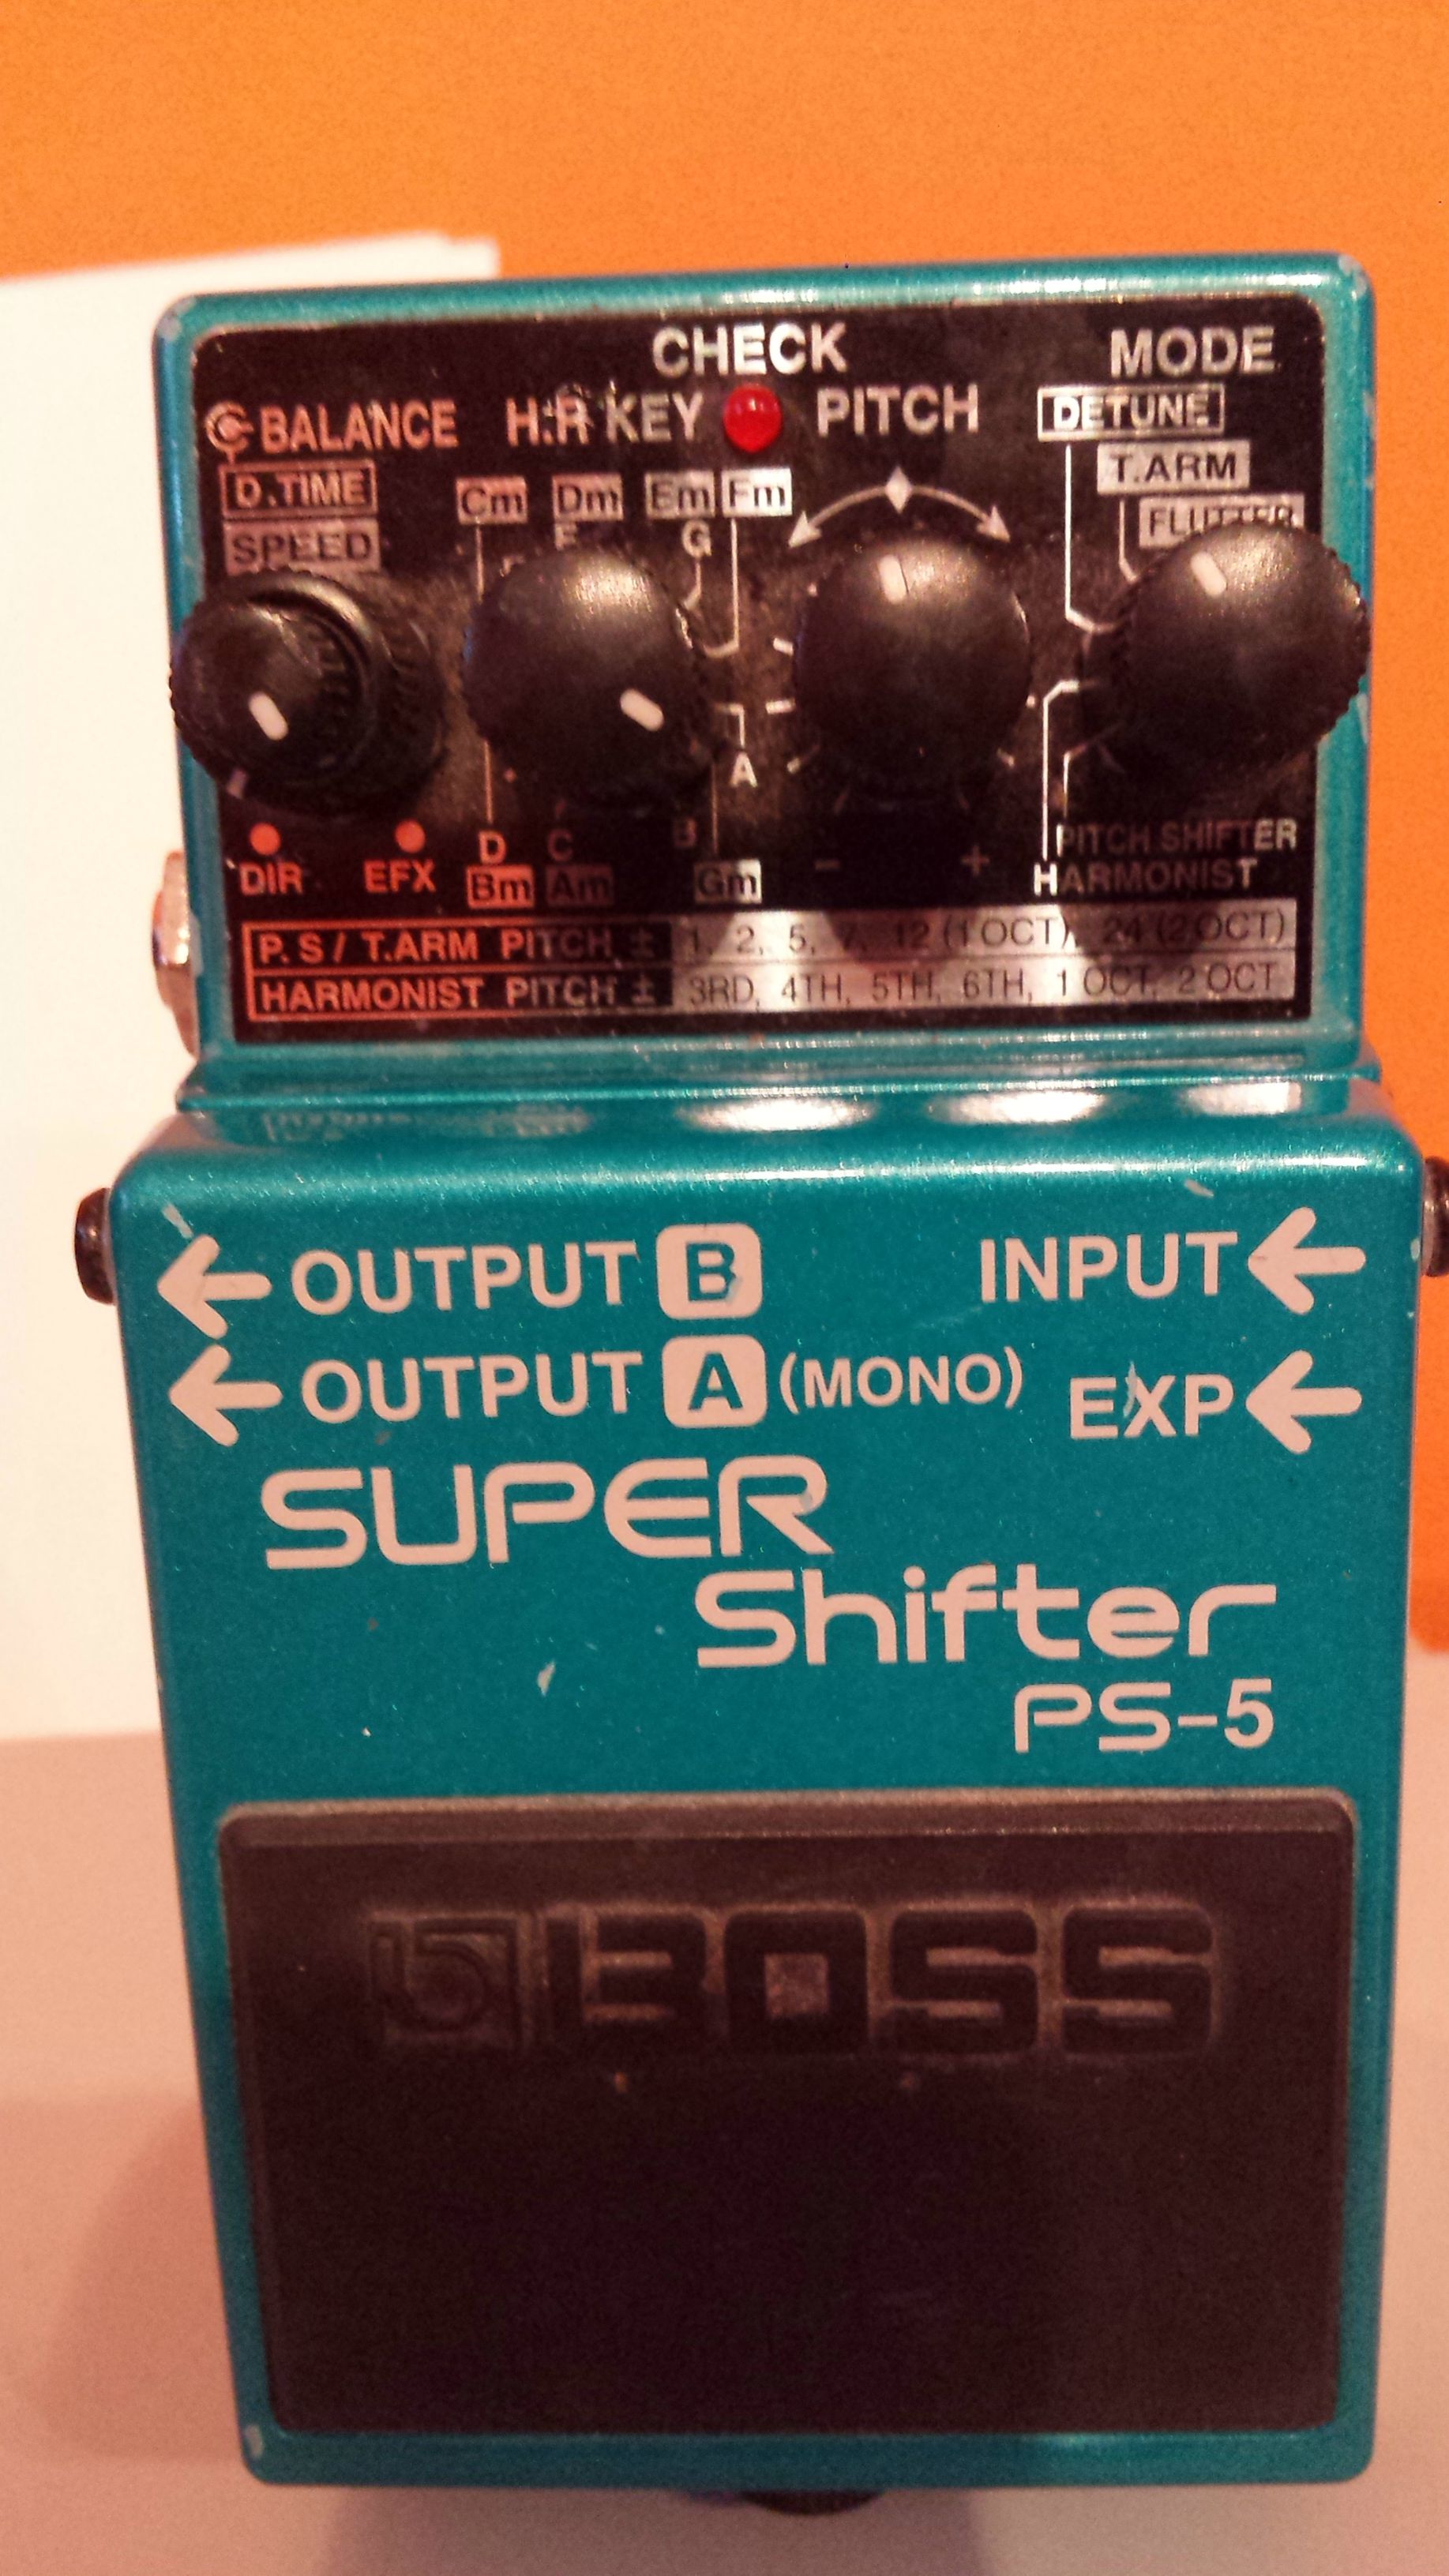 CHECK
MODE
BALANCE H.R KEY PITCH DETUNE
D.TIME Cm Dm Em Fm T.ARM
SPEED E G FLUTTER
A
D C B - + PITCH SHIFTER
DIR EFX Bm Am Gm HARMONIST
P.S / T.ARM PITCH ± 1, 2, 5, 7, 12 (1 OCT), 24 (2 OCT)
HARMONIST PITCH ± 3RD, 4TH, 5TH, 6TH, 1 OCT, 2 OCT
OUTPUT B INPUT
OUTPUT A (MONO) EXP
SUPER
Shifter
PS-5
BOSS